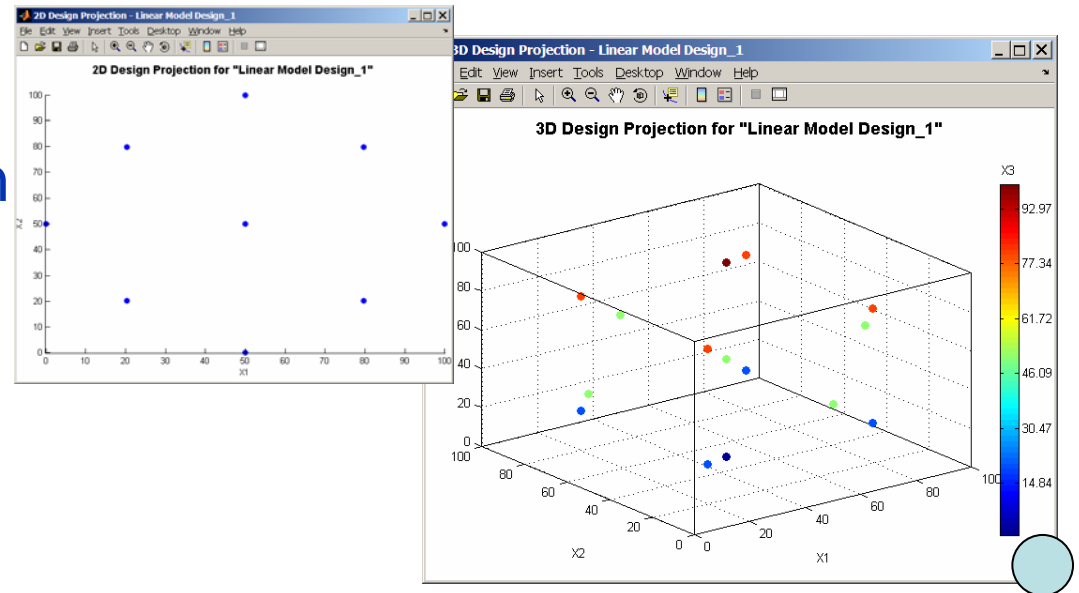 2D Design Projection - Linear Model Design_1
File Edit View Insert Tools Desktop Window Help
2D Design Projection for "Linear Model Design_1"
100
90
80
70
60
50
40
30
20
10
0
X2
0 10 20 30 40 50 60 70 80 90 100
X1
n
3D Design Projection - Linear Model Design_1
Edit View Insert Tools Desktop Window Help
3D Design Projection for "Linear Model Design_1"
X3
92.97
77.34
61.72
46.09
30.47
14.84
100
80
60
40
20
0
100
80
60
40
20
0
X2
0
20
40
60
80
100
X1